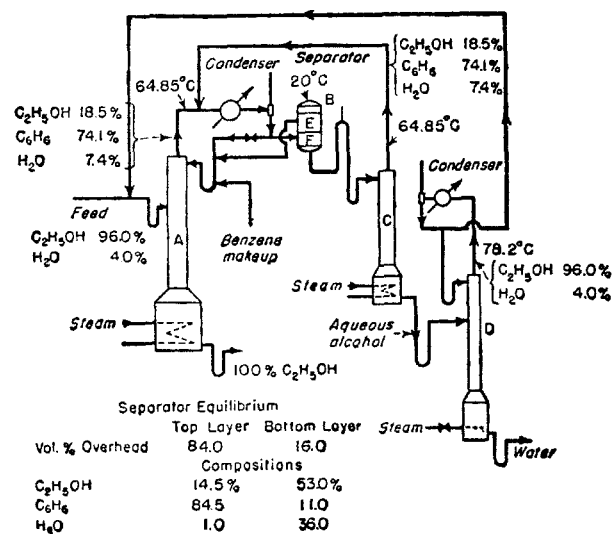 C₂H₅OH 18.5%
C₆H₆ 74.1%
H₂O 7.4%
Condenser
Separator
64.85°C
20°C
B
E
F
C₂H₅OH 18.5%
C₆H₆ 74.1%
H₂O 7.4%
64.85°C
Condenser
Feed
A
C
C₂H₅OH 96.0%
H₂O 4.0%
Benzene
makeup
78.2°C
C₂H₅OH 96.0%
H₂O 4.0%
Steam
Steam
Aqueous
alcohol
D
100% C₂H₅OH
Steam
Water
Separator Equilibrium
Top Layer Bottom Layer
Vol. % Overhead 84.0 16.0
Compositions
C₂H₅OH 14.5% 53.0%
C₆H₆ 84.5 11.0
H₂O 1.0 36.0